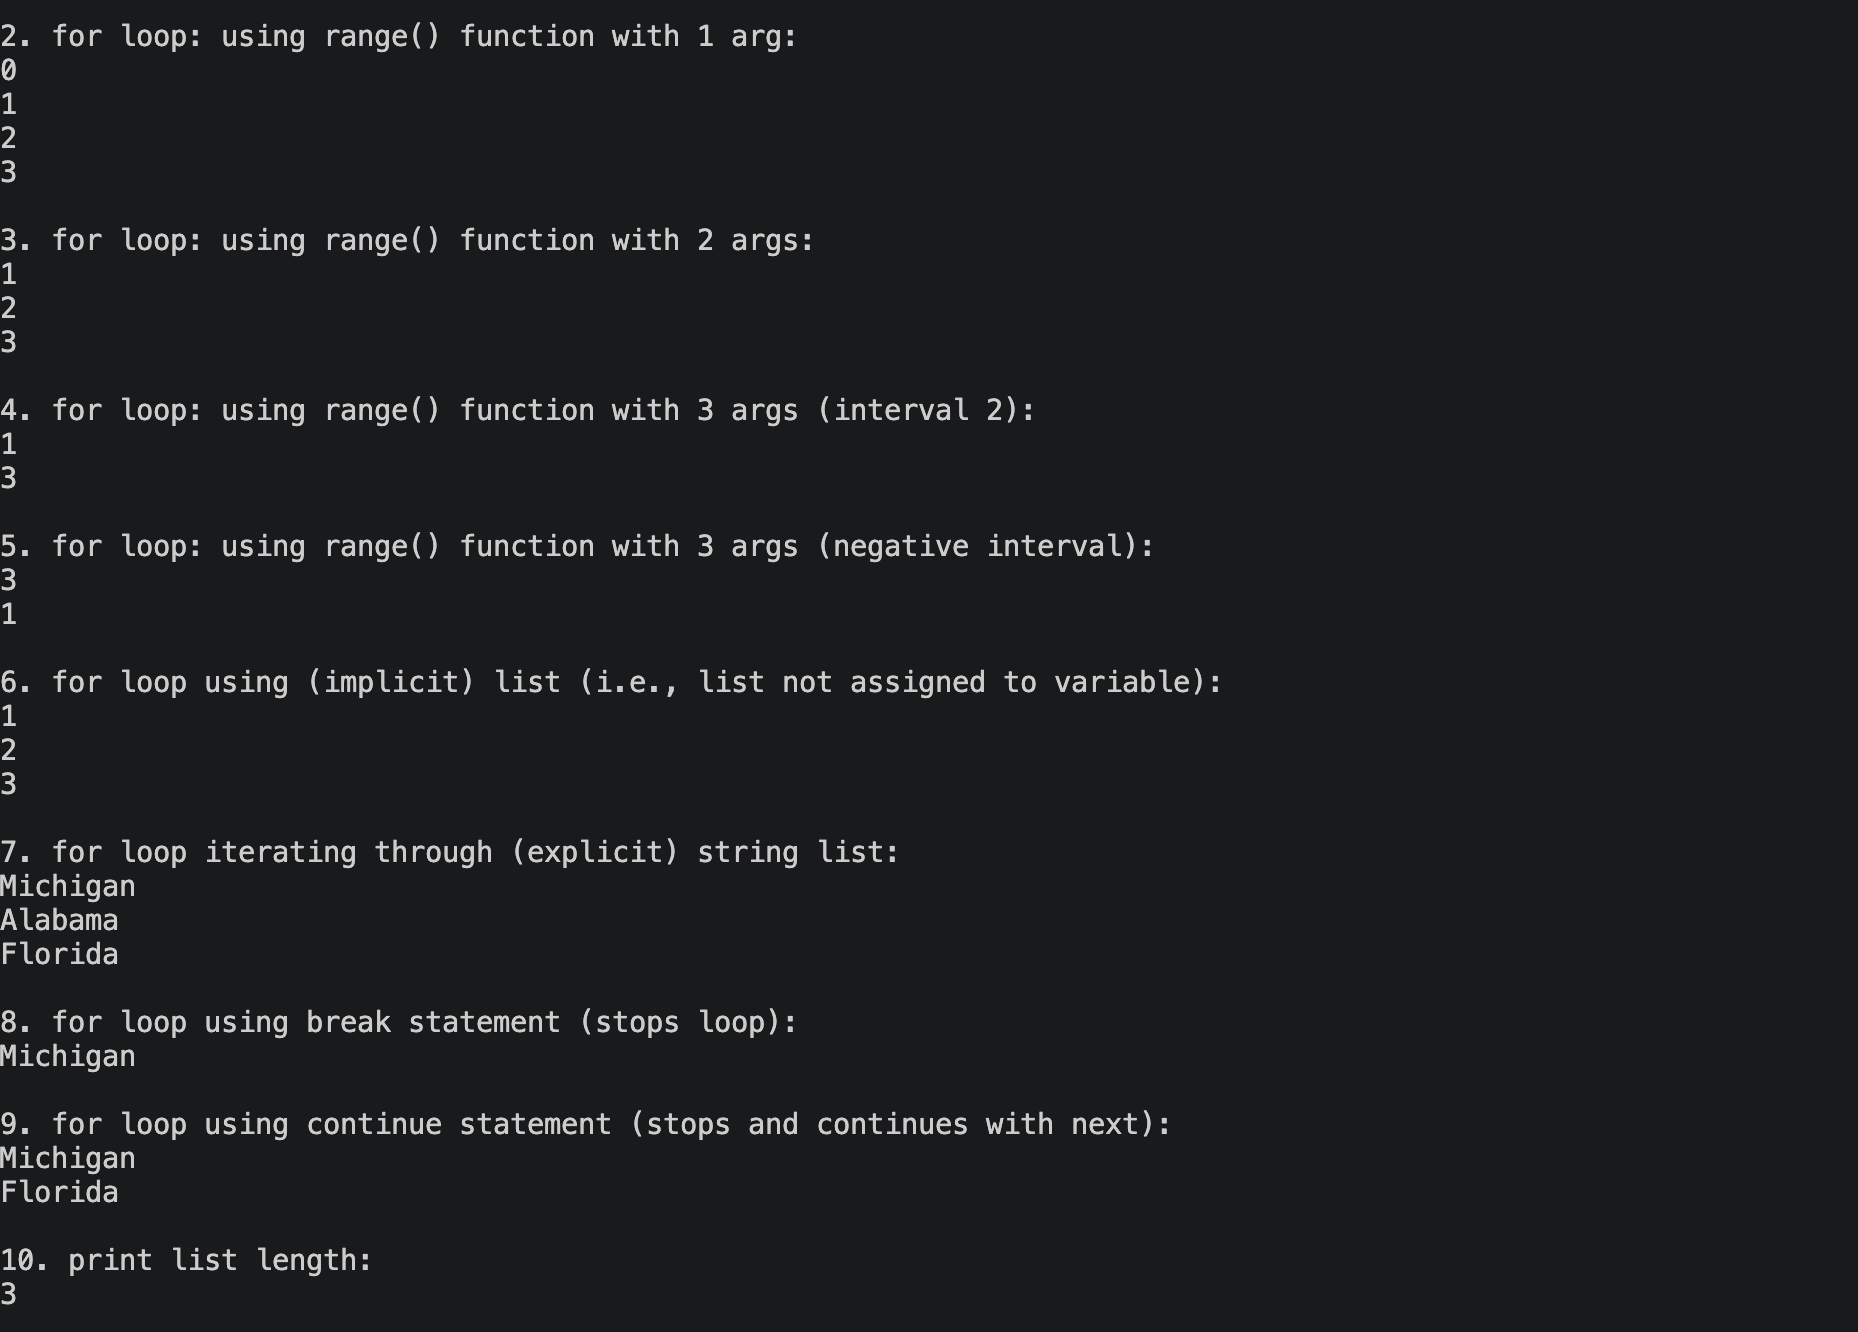 2. for loop: using range() function with 1 arg:
0
1
2
3
3. for loop: using range() function with 2 args:
1
2
3
4. for loop: using range() function with 3 args (interval 2):
1
3
5. for loop: using range() function with 3 args (negative interval):
3
1
6. for loop using (implicit) list (i.e., list not assigned to variable):
1
2
3
7. for loop iterating through (explicit) string list:
Michigan
Alabama
Florida
8. for loop using break statement (stops loop):
Michigan
9. for loop using continue statement (stops and continues with next):
Michigan
Florida
10. print list length:
3